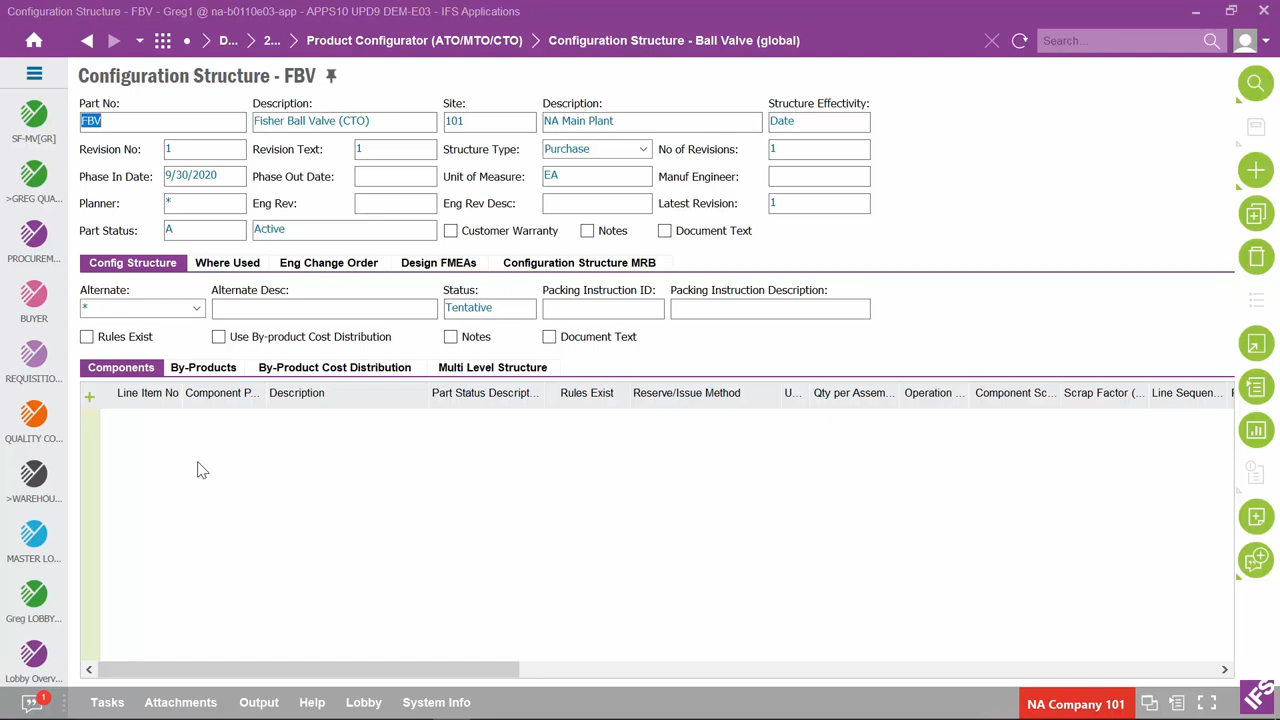 Configuration Structure - FBV - Greg1 @ na-b0110e03-app - APPS10 UPD9 DEM-E03 - IFS Applications
D... 2... Product Configurator (ATO/MTO/CTO) Configuration Structure - Ball Valve (global) Search...
Configuration Structure - FBV
Part No: Description: Site: Description: Structure Effectivity:
FBV Fisher Ball Valve (CTO) 101 NA Main Plant Date
Revision No: 1 Revision Text: 1 Structure Type: Purchase No of Revisions: 1
Phase In Date: 9/30/2020 Phase Out Date: Unit of Measure: EA Manuf Engineer:
Planner: * Eng Rev: Eng Rev Desc: Latest Revision: 1
Part Status: A Active Customer Warranty Notes Document Text
Config Structure Where Used Eng Change Order Design FMEAs Configuration Structure MRB
Alternate: Alternate Desc: Status: Packing Instruction ID: Packing Instruction Description:
* Tentative
Rules Exist Use By-product Cost Distribution Notes Document Text
Components By-Products By-Product Cost Distribution Multi Level Structure
Line Item No Component P... Description Part Status Descript... Rules Exist Reserve/Issue Method U... Qty per Assem... Operation ... Component Sc... Scrap Factor (... Line Sequen...
SF-MV[GR]
>GREG QUA...
PROCUREM...
BUYER
REQUISITIO...
QUALITY CO...
>WAREHOU...
MASTER LO...
Greg LOBBY...
Lobby Overv...
1 Tasks Attachments Output Help Lobby System Info NA Company 101 IFS